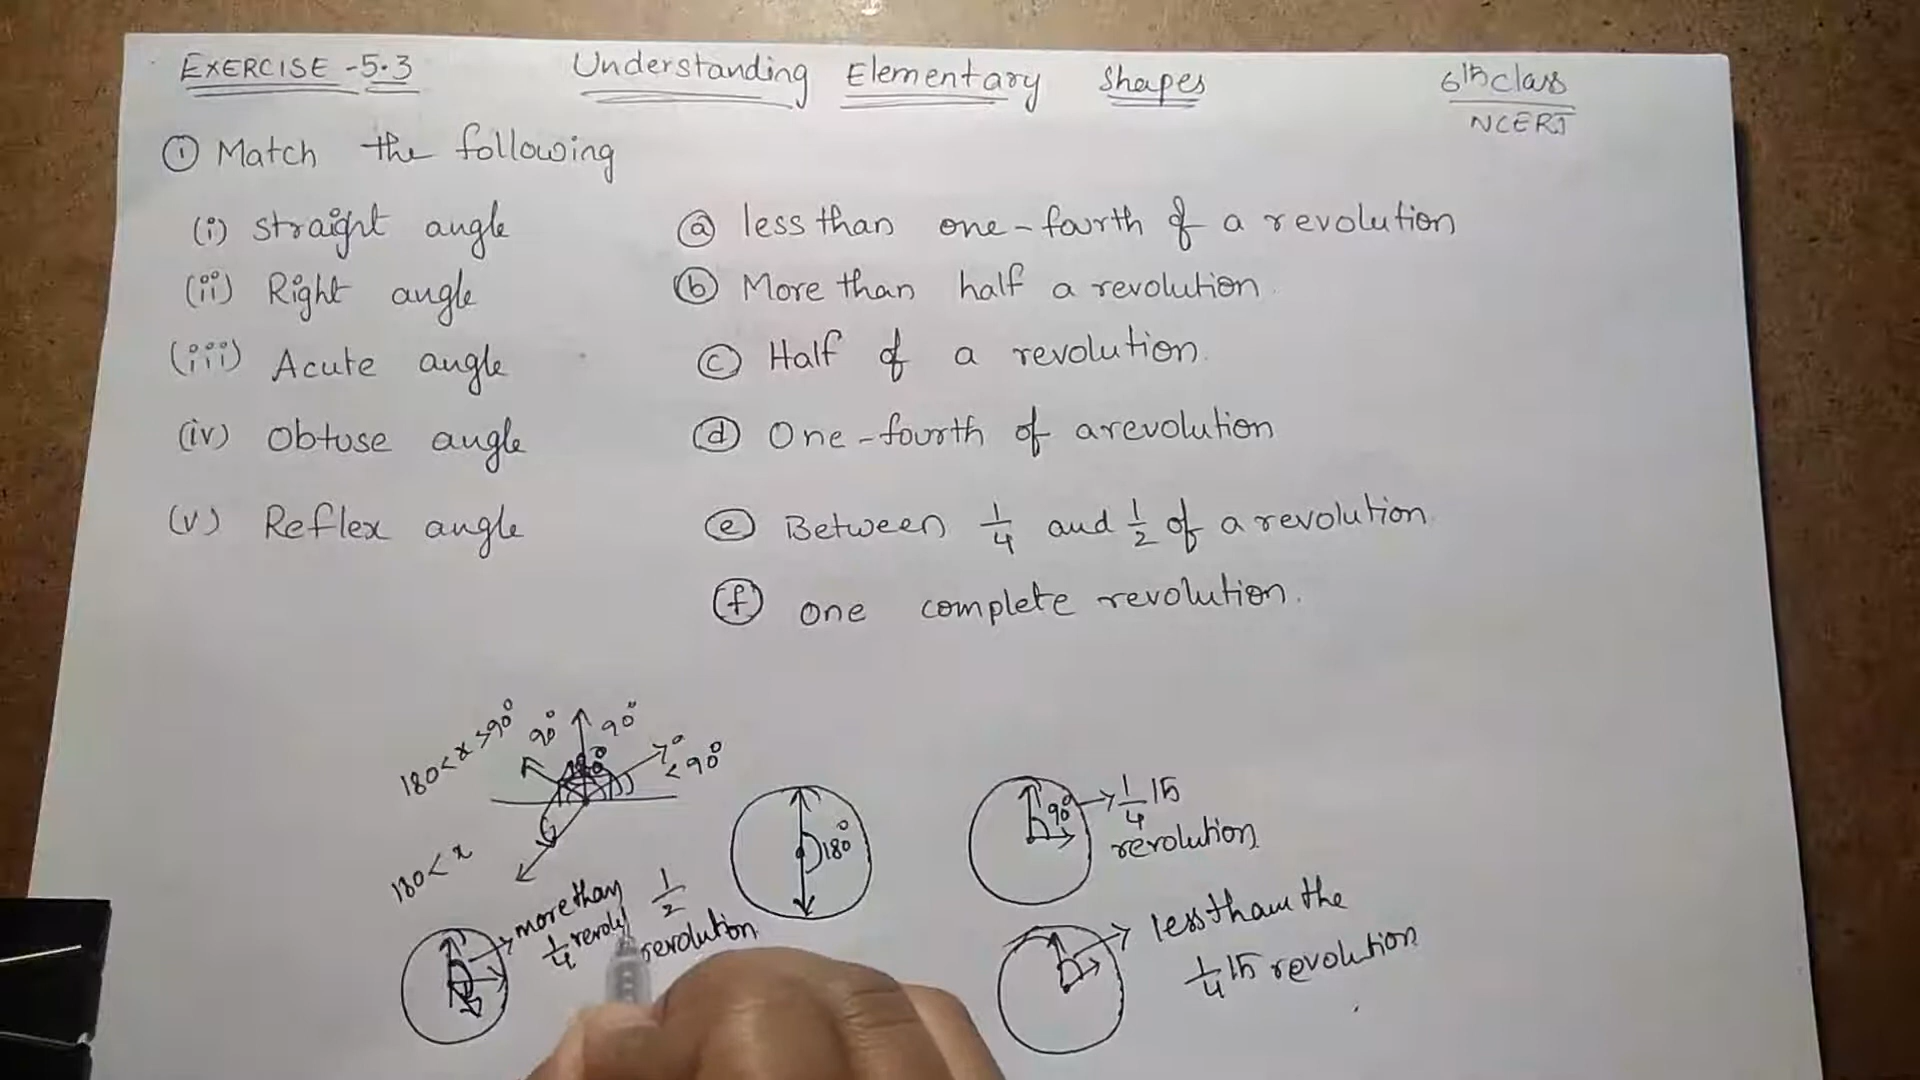 EXERCISE - 5.3 Understanding Elementary Shapes 6th class
NCERT
① Match the following
(i) straight angle ⓐ less than one-fourth of a revolution
(ii) Right angle ⓑ More than half a revolution.
(iii) Acute angle ⓒ Half of a revolution.
(iv) Obtuse angle ⓓ One-fourth of a revolution
(v) Reflex angle ⓔ Between 1/4 and 1/2 of a revolution.
ⓕ one complete revolution.
180 < x > 90° 90° 90°
< 90°
180 < x
180°
90° → 1/4 th
revolution
more than
1/4
1/2
revolution
less than the
1/4 th revolution